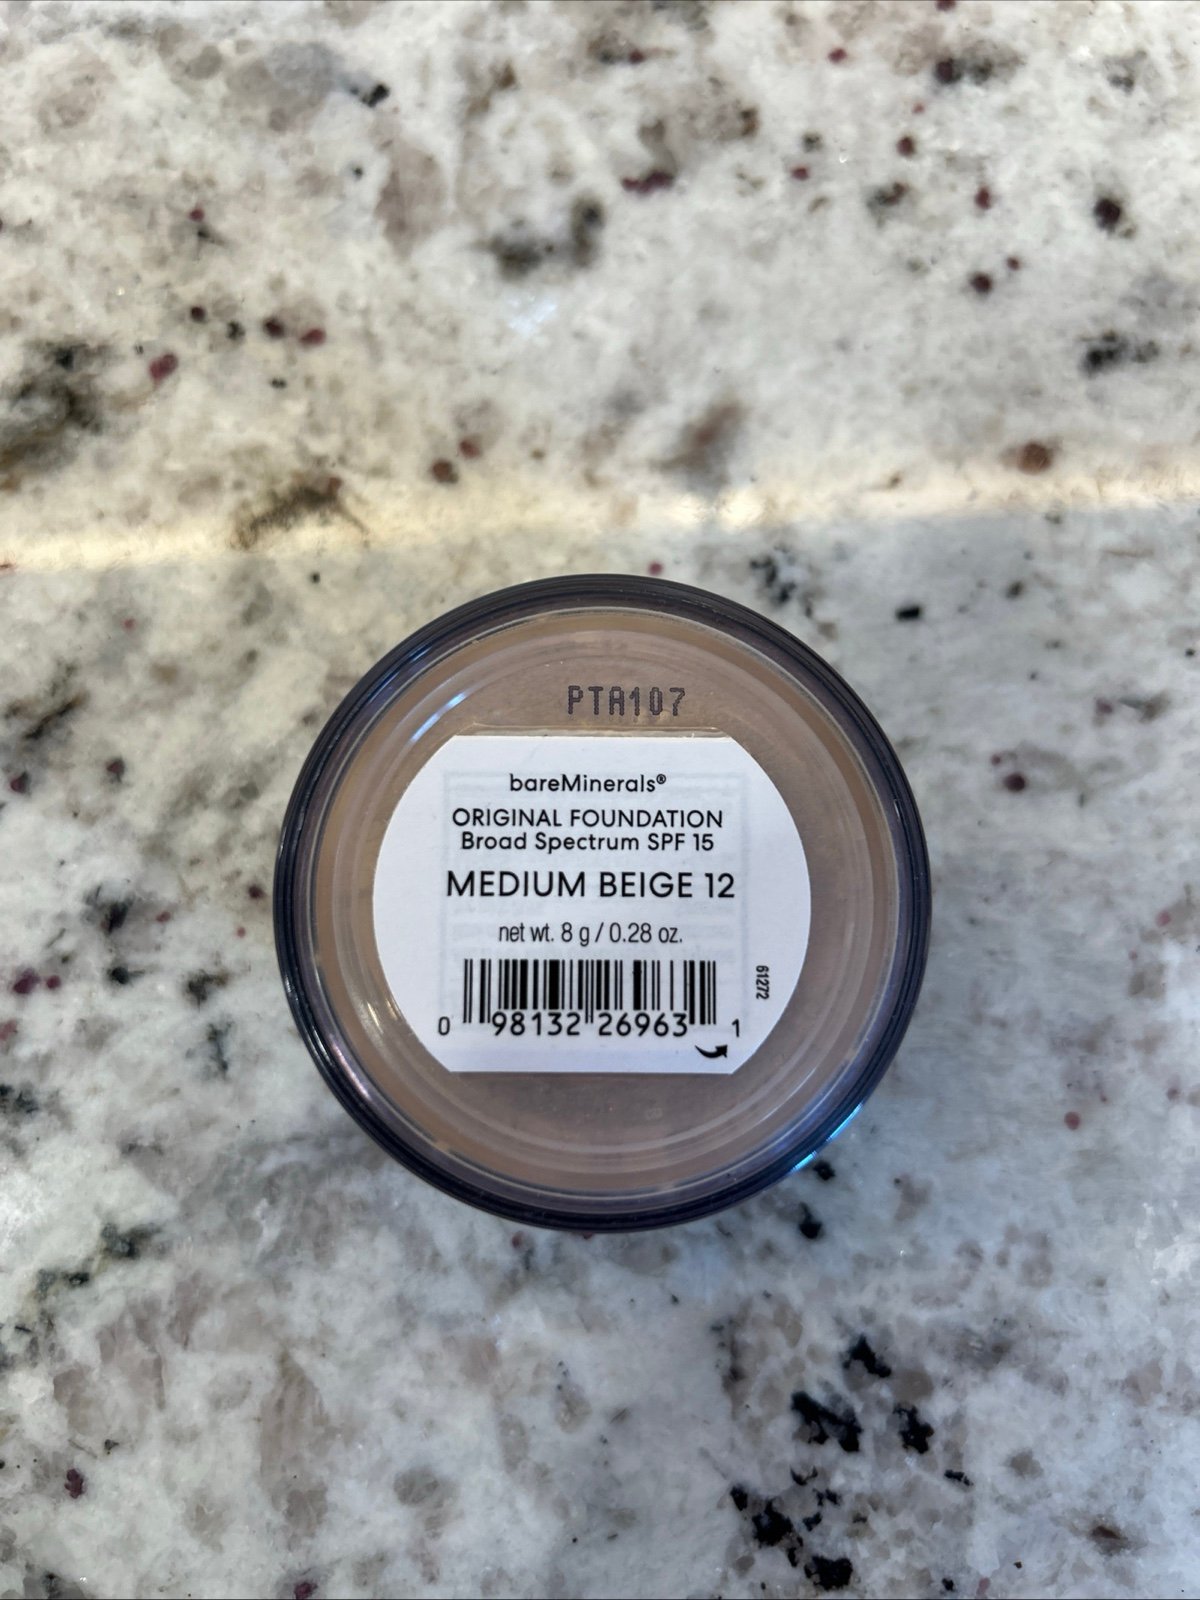 PTA107
bareMinerals®
ORIGINAL FOUNDATION
Broad Spectrum SPF 15
MEDIUM BEIGE 12
net wt. 8 g / 0.28 oz.
61272
0 98132 26963 1